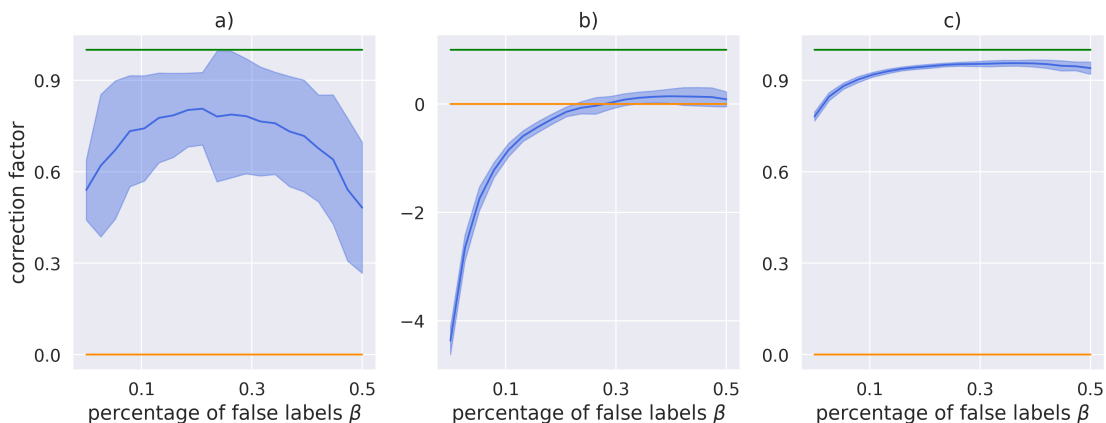 a)
b)
c)
correction factor
0.9
0.6
0.3
0.0
0.1
0.3
0.5
percentage of false labels β
0
−2
−4
0.1
0.3
0.5
percentage of false labels β
0.9
0.6
0.3
0.0
0.1
0.3
0.5
percentage of false labels β